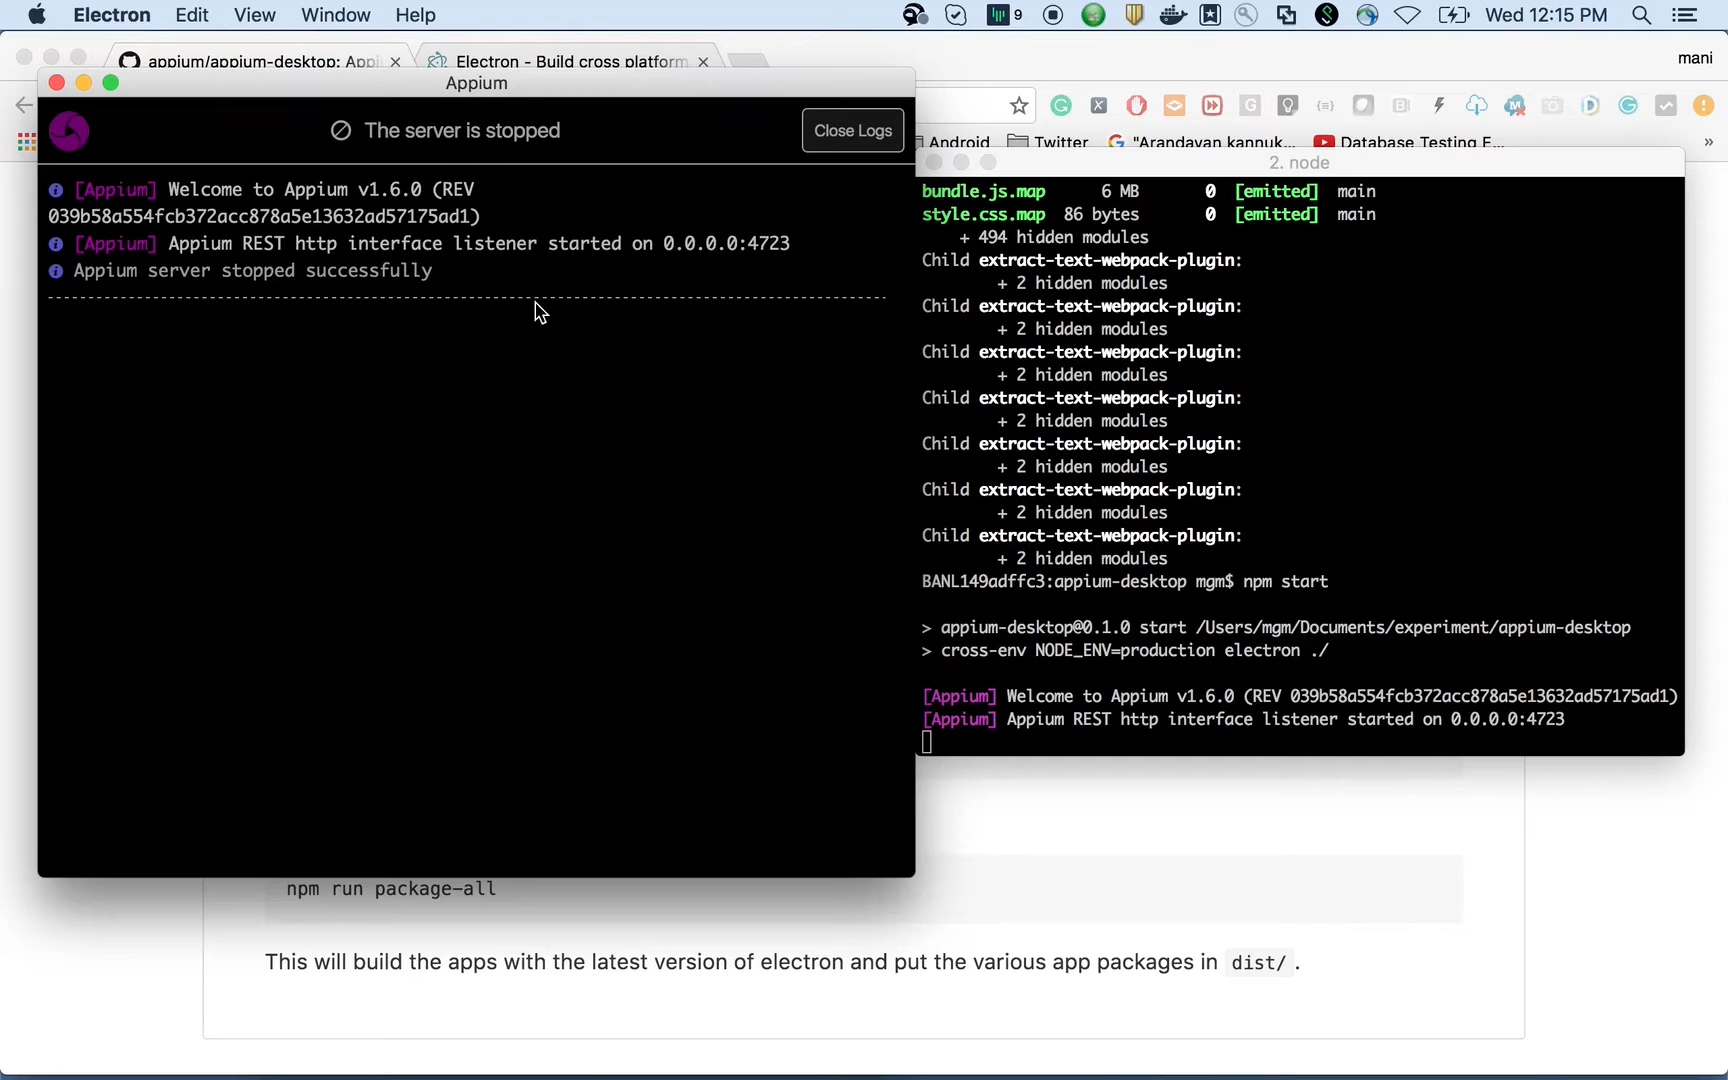 Electron Edit View Window Help
9
Wed 12:15 PM
appium/appium-desktop: Appi
Electron - Build cross platform
mani
Appium
The server is stopped
Close Logs
Android Twitter "Arandavan kannuk... Database Testing E... »
[Appium] Welcome to Appium v1.6.0 (REV
039b58a554fcb372acc878a5e13632ad57175ad1)
[Appium] Appium REST http interface listener started on 0.0.0.0:4723
Appium server stopped successfully
2. node
bundle.js.map 6 MB 0 [emitted] main
style.css.map 86 bytes 0 [emitted] main
+ 494 hidden modules
Child extract-text-webpack-plugin:
+ 2 hidden modules
Child extract-text-webpack-plugin:
+ 2 hidden modules
Child extract-text-webpack-plugin:
+ 2 hidden modules
Child extract-text-webpack-plugin:
+ 2 hidden modules
Child extract-text-webpack-plugin:
+ 2 hidden modules
Child extract-text-webpack-plugin:
+ 2 hidden modules
Child extract-text-webpack-plugin:
+ 2 hidden modules
BANL149adffc3:appium-desktop mgm$ npm start
> appium-desktop@0.1.0 start /Users/mgm/Documents/experiment/appium-desktop
> cross-env NODE_ENV=production electron ./
[Appium] Welcome to Appium v1.6.0 (REV 039b58a554fcb372acc878a5e13632ad57175ad1)
[Appium] Appium REST http interface listener started on 0.0.0.0:4723
npm run package-all
This will build the apps with the latest version of electron and put the various app packages in dist/ .